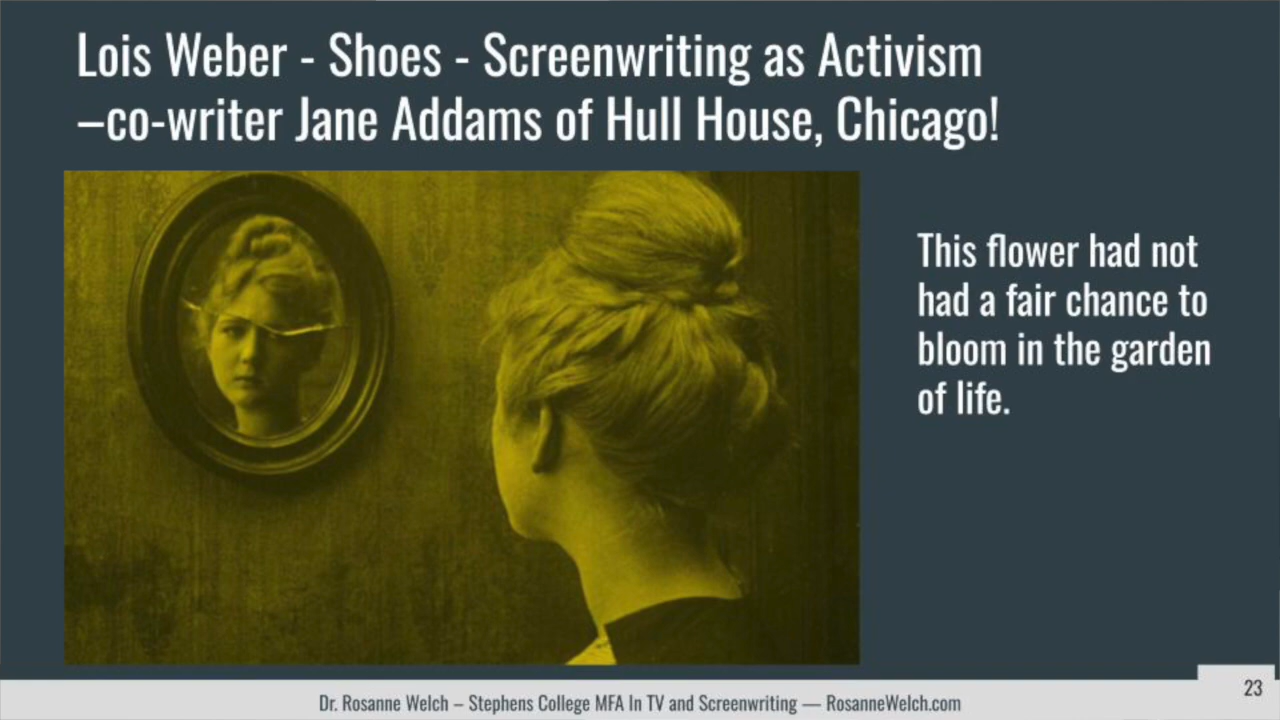 Lois Weber - Shoes - Screenwriting as Activism
–co-writer Jane Addams of Hull House, Chicago!
This flower had not
had a fair chance to
bloom in the garden
of life.
23
Dr. Rosanne Welch – Stephens College MFA In TV and Screenwriting — RosanneWelch.com